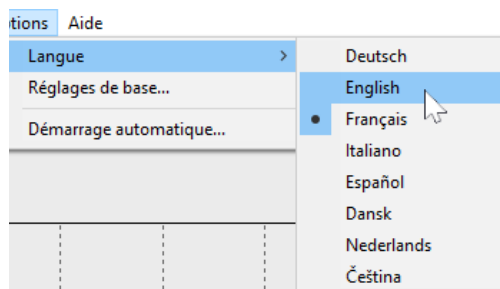 tions Aide
Langue
Réglages de base...
Démarrage automatique...
Deutsch
English
Français
Italiano
Español
Dansk
Nederlands
Čeština